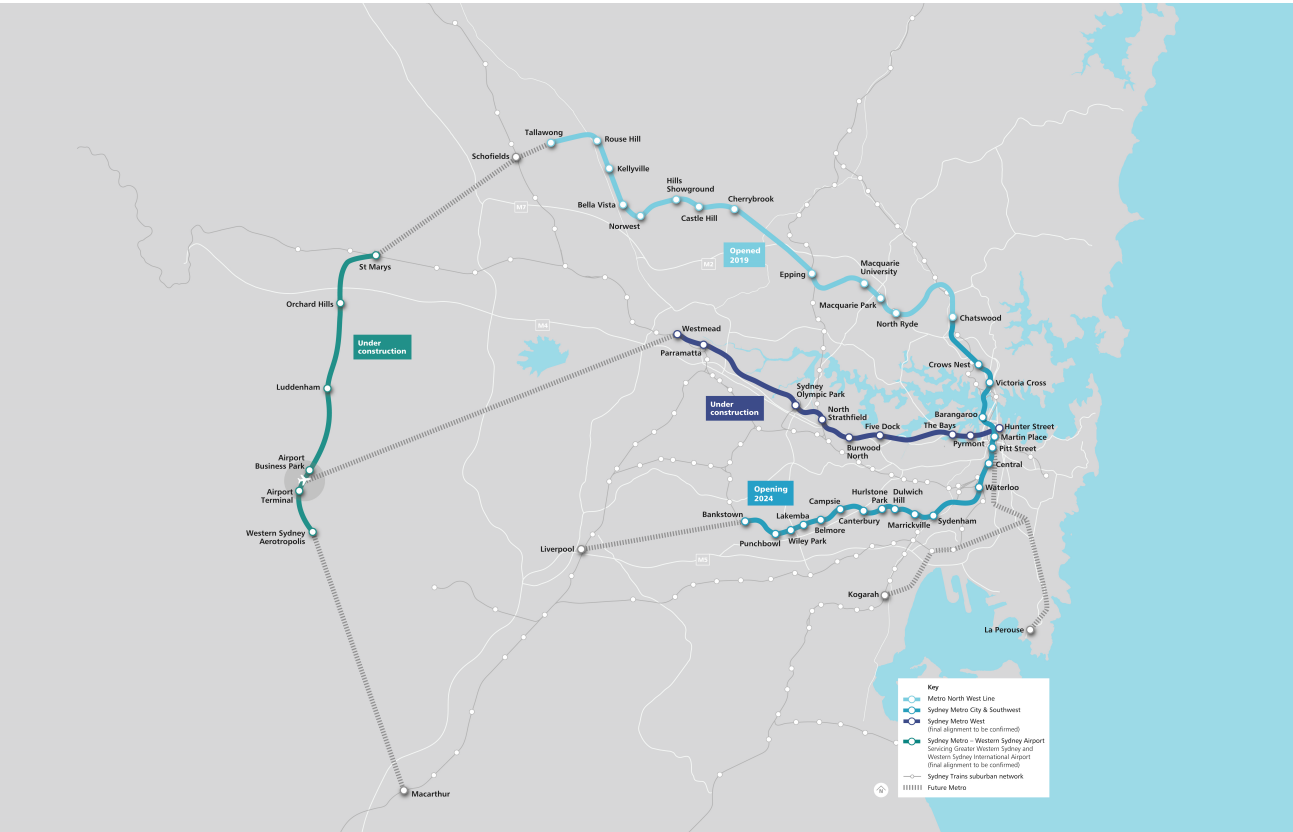 Tallawong
Rouse Hill
Schofields
Kellyville
Hills
Showground
Cherrybrook
Bella Vista
M7
Castle Hill
Norwest
Opened
2019
M2
St Marys
Epping
Macquarie
University
Orchard Hills
Macquarie Park
North Ryde
Chatswood
M4
Westmead
Parramatta
Under
construction
Crows Nest
Luddenham
Sydney
Olympic Park
Victoria Cross
Under
construction
North
Strathfield
Barangaroo
Five Dock
The Bays
Hunter Street
Martin Place
Pyrmont
Pitt Street
Burwood
North
Airport
Business Park
Central
Airport
Terminal
Opening
2024
Waterloo
Hurlstone
Park
Dulwich
Hill
Campsie
Bankstown
Lakemba
Canterbury
Marrickville
Sydenham
Belmore
Punchbowl
Wiley Park
Western Sydney
Aerotropolis
Liverpool
M5
Kogarah
La Perouse
Macarthur
Key
Metro North West Line
Sydney Metro City & Southwest
Sydney Metro West
(final alignment to be confirmed)
Sydney Metro – Western Sydney Airport
Servicing Greater Western Sydney and
Western Sydney International Airport
(final alignment to be confirmed)
Sydney Trains suburban network
Future Metro
N